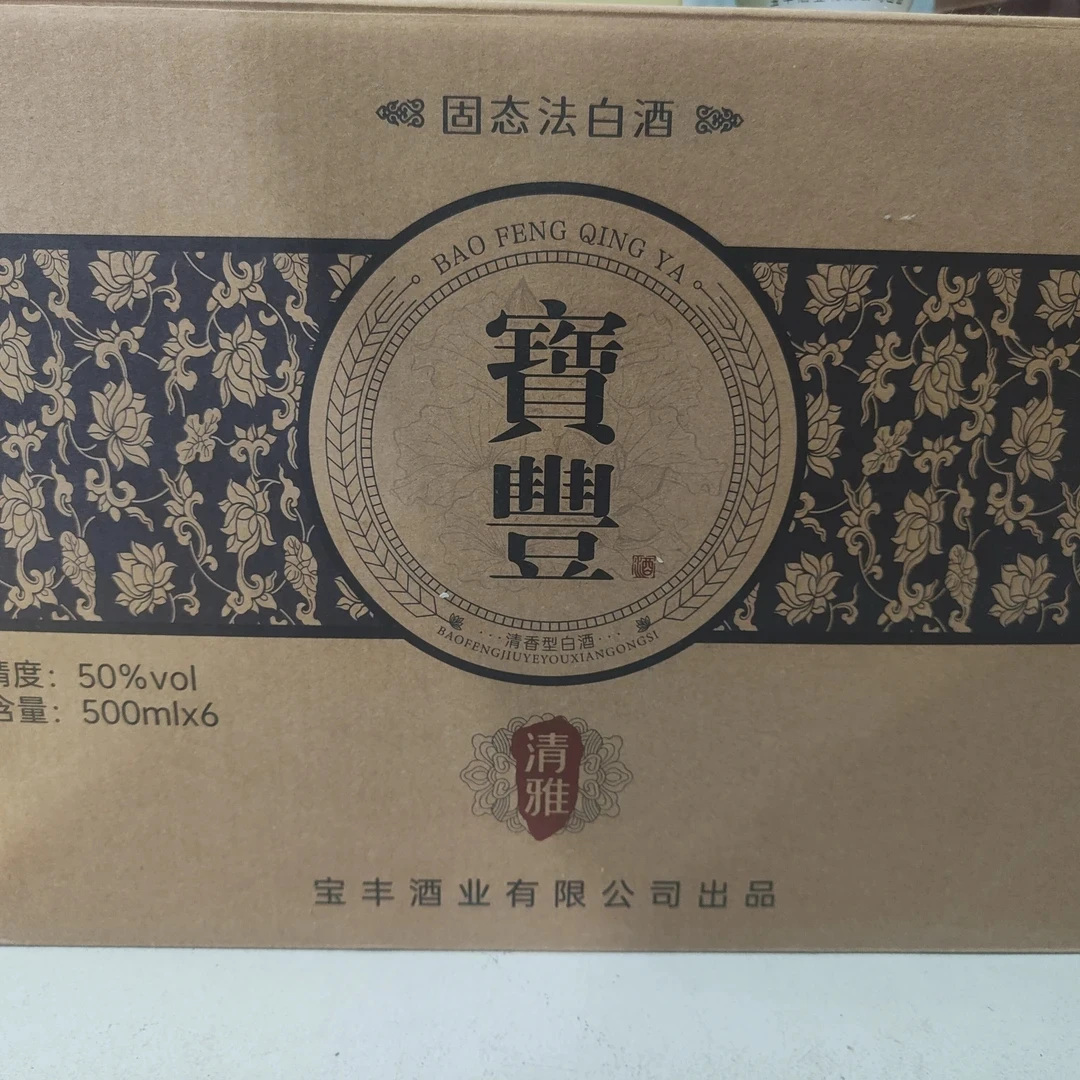 固态法白酒
BAO FENG QING YA
寶豐
酒
清香型白酒
BAOFENGJIUYEYOUXIANGONGSI
精度：50%vol
含量：500mlx6
清雅
宝丰酒业有限公司出品